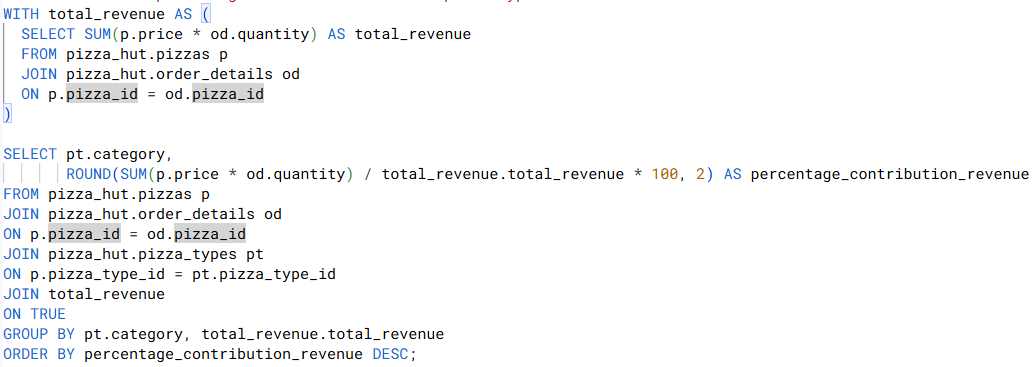 WITH total_revenue AS (
SELECT SUM(p.price * od.quantity) AS total_revenue
FROM pizza_hut.pizzas p
JOIN pizza_hut.order_details od
ON p.pizza_id = od.pizza_id
)
SELECT pt.category,
ROUND(SUM(p.price * od.quantity) / total_revenue.total_revenue * 100, 2) AS percentage_contribution_revenue
FROM pizza_hut.pizzas p
JOIN pizza_hut.order_details od
ON p.pizza_id = od.pizza_id
JOIN pizza_hut.pizza_types pt
ON p.pizza_type_id = pt.pizza_type_id
JOIN total_revenue
ON TRUE
GROUP BY pt.category, total_revenue.total_revenue
ORDER BY percentage_contribution_revenue DESC;